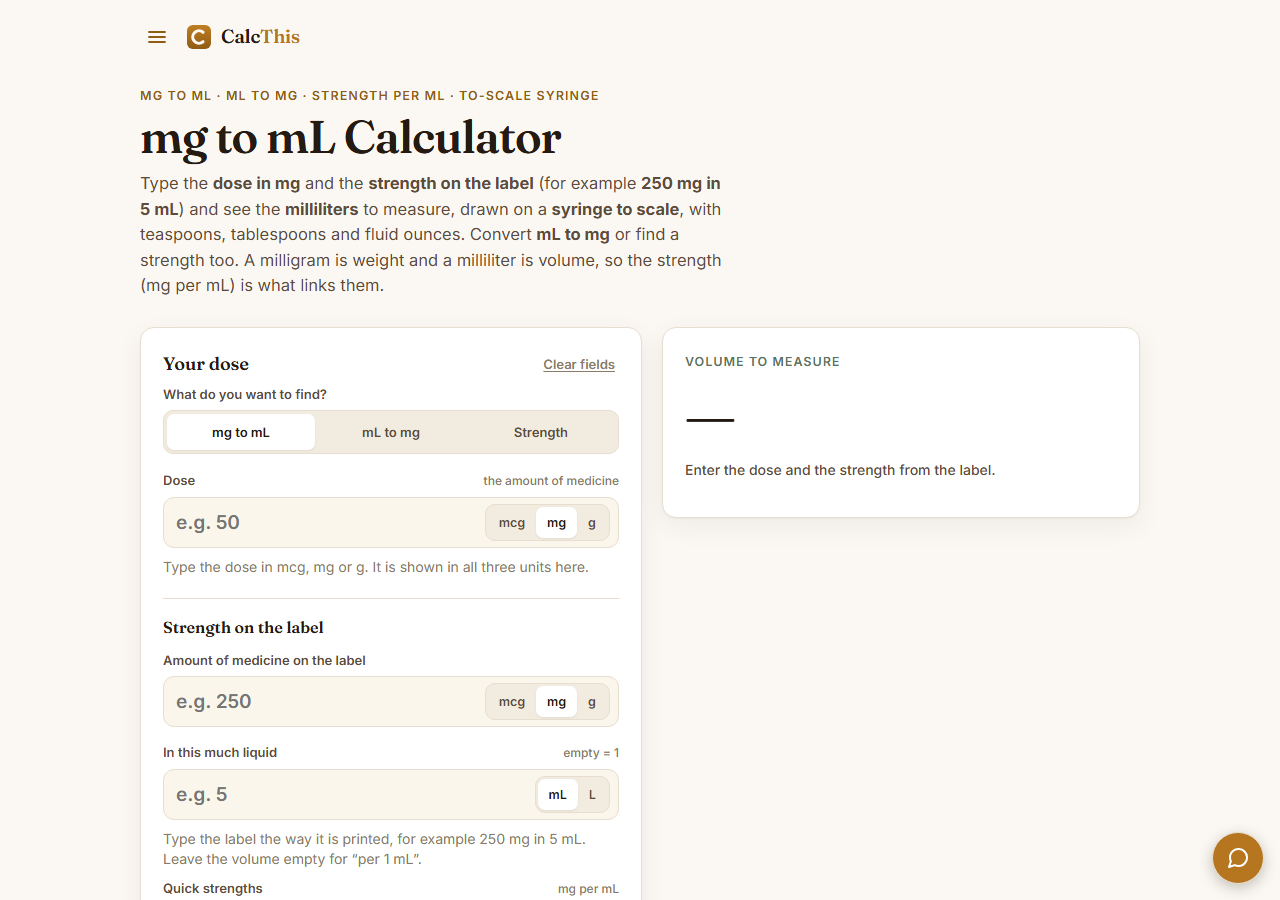 CalcThis
MG TO ML · ML TO MG · STRENGTH PER ML · TO-SCALE SYRINGE
mg to mL Calculator
Type the dose in mg and the strength on the label (for example 250 mg in
5 mL) and see the milliliters to measure, drawn on a syringe to scale, with
teaspoons, tablespoons and fluid ounces. Convert mL to mg or find a
strength too. A milligram is weight and a milliliter is volume, so the strength
(mg per mL) is what links them.
Your dose
Clear fields
What do you want to find?
mg to mL
mL to mg
Strength
Dose
the amount of medicine
e.g. 50
mcg
mg
g
Type the dose in mcg, mg or g. It is shown in all three units here.
Strength on the label
Amount of medicine on the label
e.g. 250
mcg
mg
g
In this much liquid
empty = 1
e.g. 5
mL
L
Type the label the way it is printed, for example 250 mg in 5 mL.
Leave the volume empty for “per 1 mL”.
Quick strengths
mg per mL
VOLUME TO MEASURE
—
Enter the dose and the strength from the label.